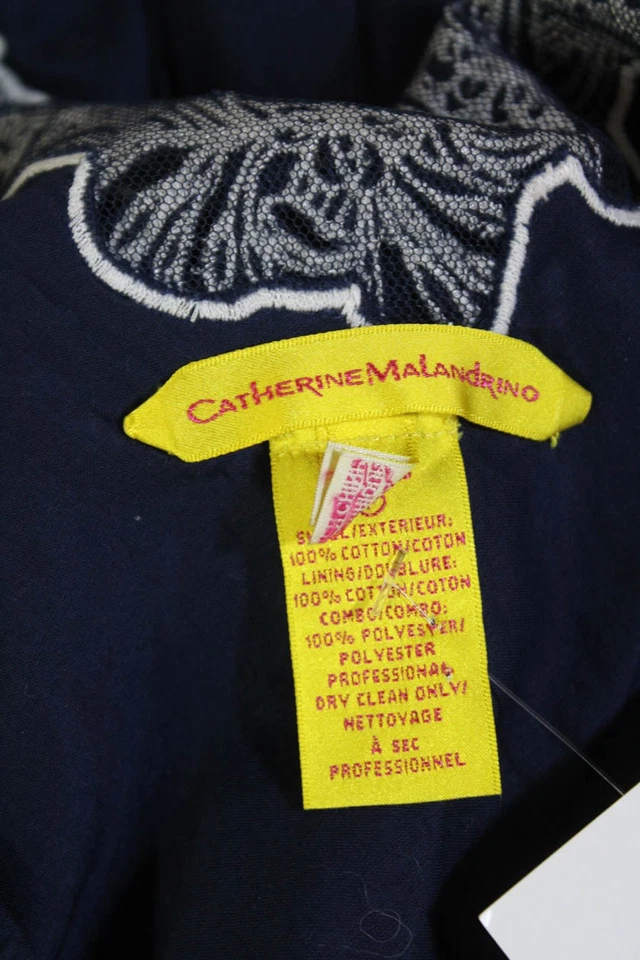 CATHERINE MALANDRINO
/EXTERIEUR:
100% COTTON/COTON
LINING/DOUBLURE:
100% COTTON/COTON
COMBO/COMBO:
100% POLYESTER/
POLYESTER
PROFESSIONAL
DRY CLEAN ONLY/
NETTOYAGE
À SEC
PROFESSIONNEL